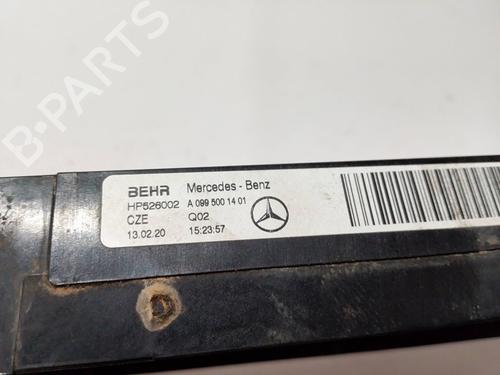 BEHR Mercedes - Benz
HP526002 A 099 500 14 01
CZE Q02
13.02.20 15:23:57
B-PARTS